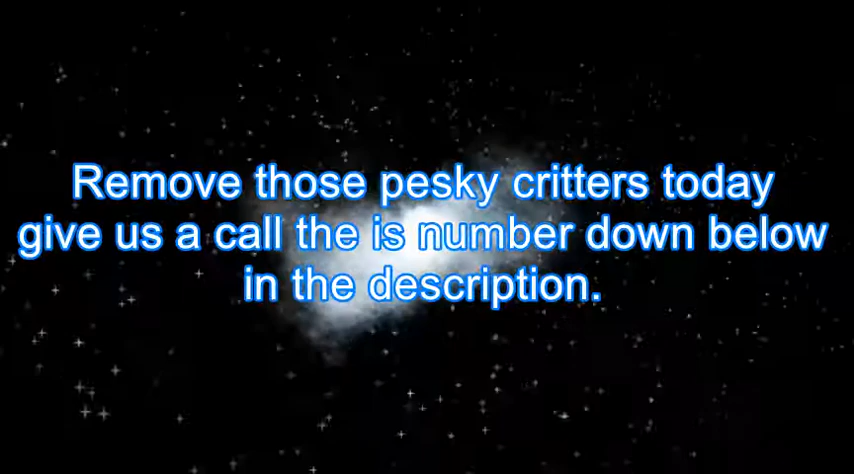 Remove those pesky critters today
give us a call the is number down below
in the description.